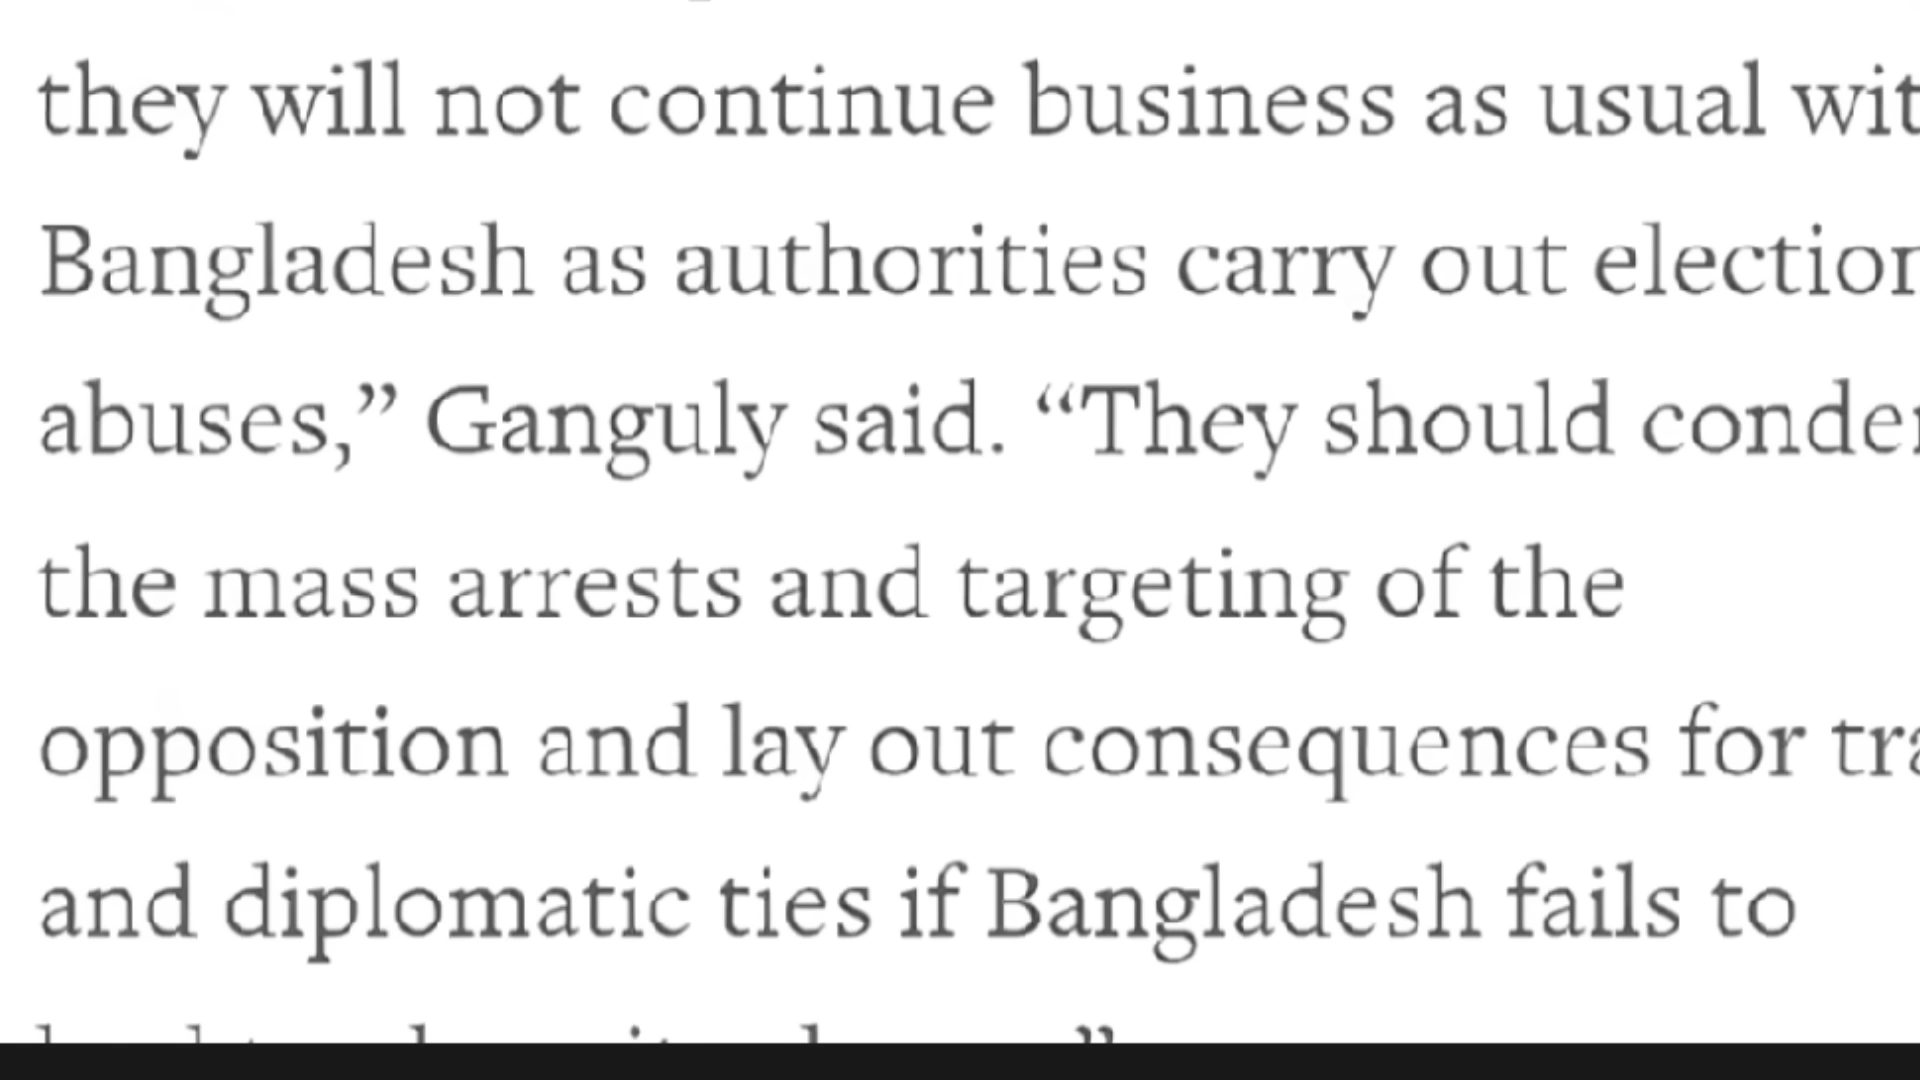 they will not continue business as usual wit
Bangladesh as authorities carry out election
abuses,” Ganguly said. “They should conde
the mass arrests and targeting of the
opposition and lay out consequences for tra
and diplomatic ties if Bangladesh fails to